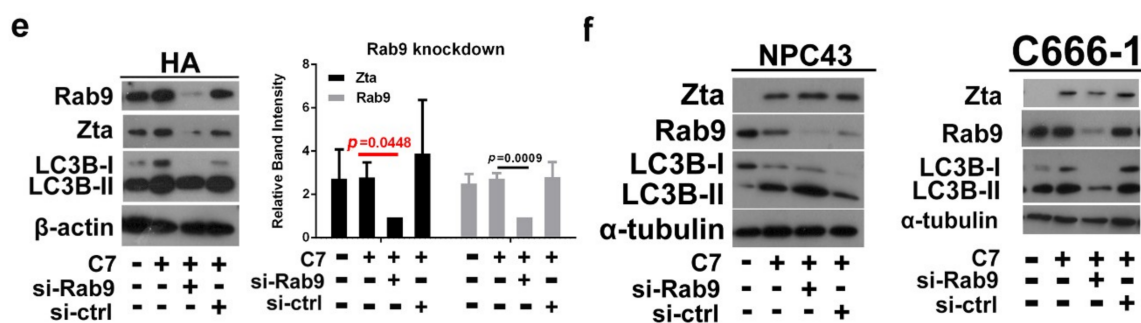 e
HA
Rab9
Zta
LC3B-I
LC3B-II
β-actin
C7 - + + +
si-Rab9 - - + -
si-ctrl - - - +
Rab9 knockdown
Relative Band Intensity
8
6
4
2
0
Zta
Rab9
p=0.0448
p=0.0009
C7 - + + + - + + +
si-Rab9 - - + - - - + -
si-ctrl - - - + - - - +
f
NPC43
Zta
Rab9
LC3B-I
LC3B-II
α-tubulin
C7 - + + +
si-Rab9 - - + -
si-ctrl - - - +
C666-1
Zta
Rab9
LC3B-I
LC3B-II
α-tubulin
C7 - + + +
si-Rab9 - - + -
si-ctrl - - - +